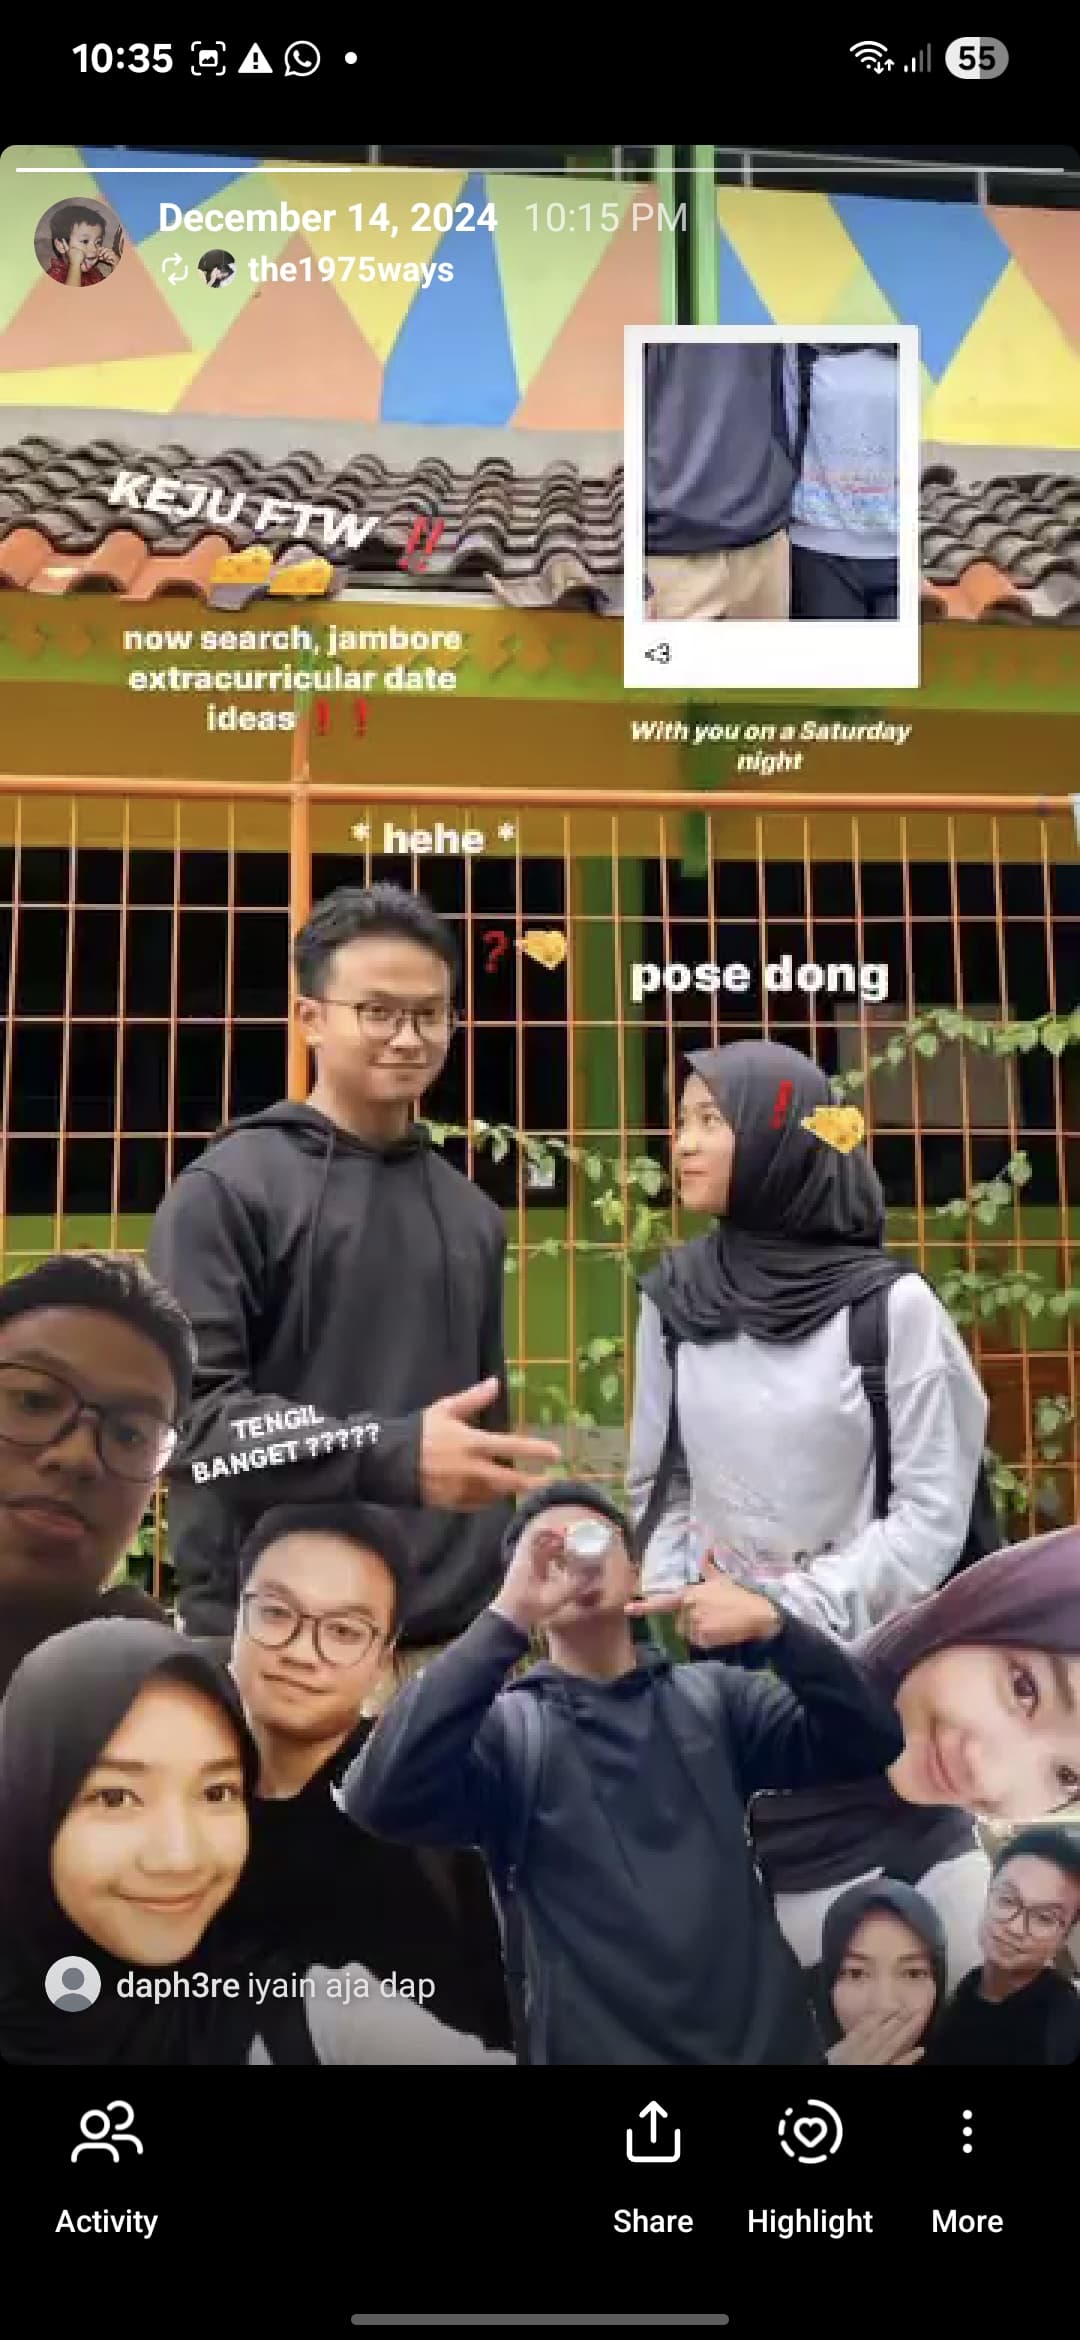 10:35
55
December 14, 2024 10:15 PM
the1975ways
KEJU FTW ‼️
now search, jambore
extracurricular date
ideas❗❗
<3
With you on a Saturday
night
* hehe *
❓
pose dong
❗
TENGIL
BANGET ?????
daph3re iyain aja dap
Activity
Share
Highlight
More